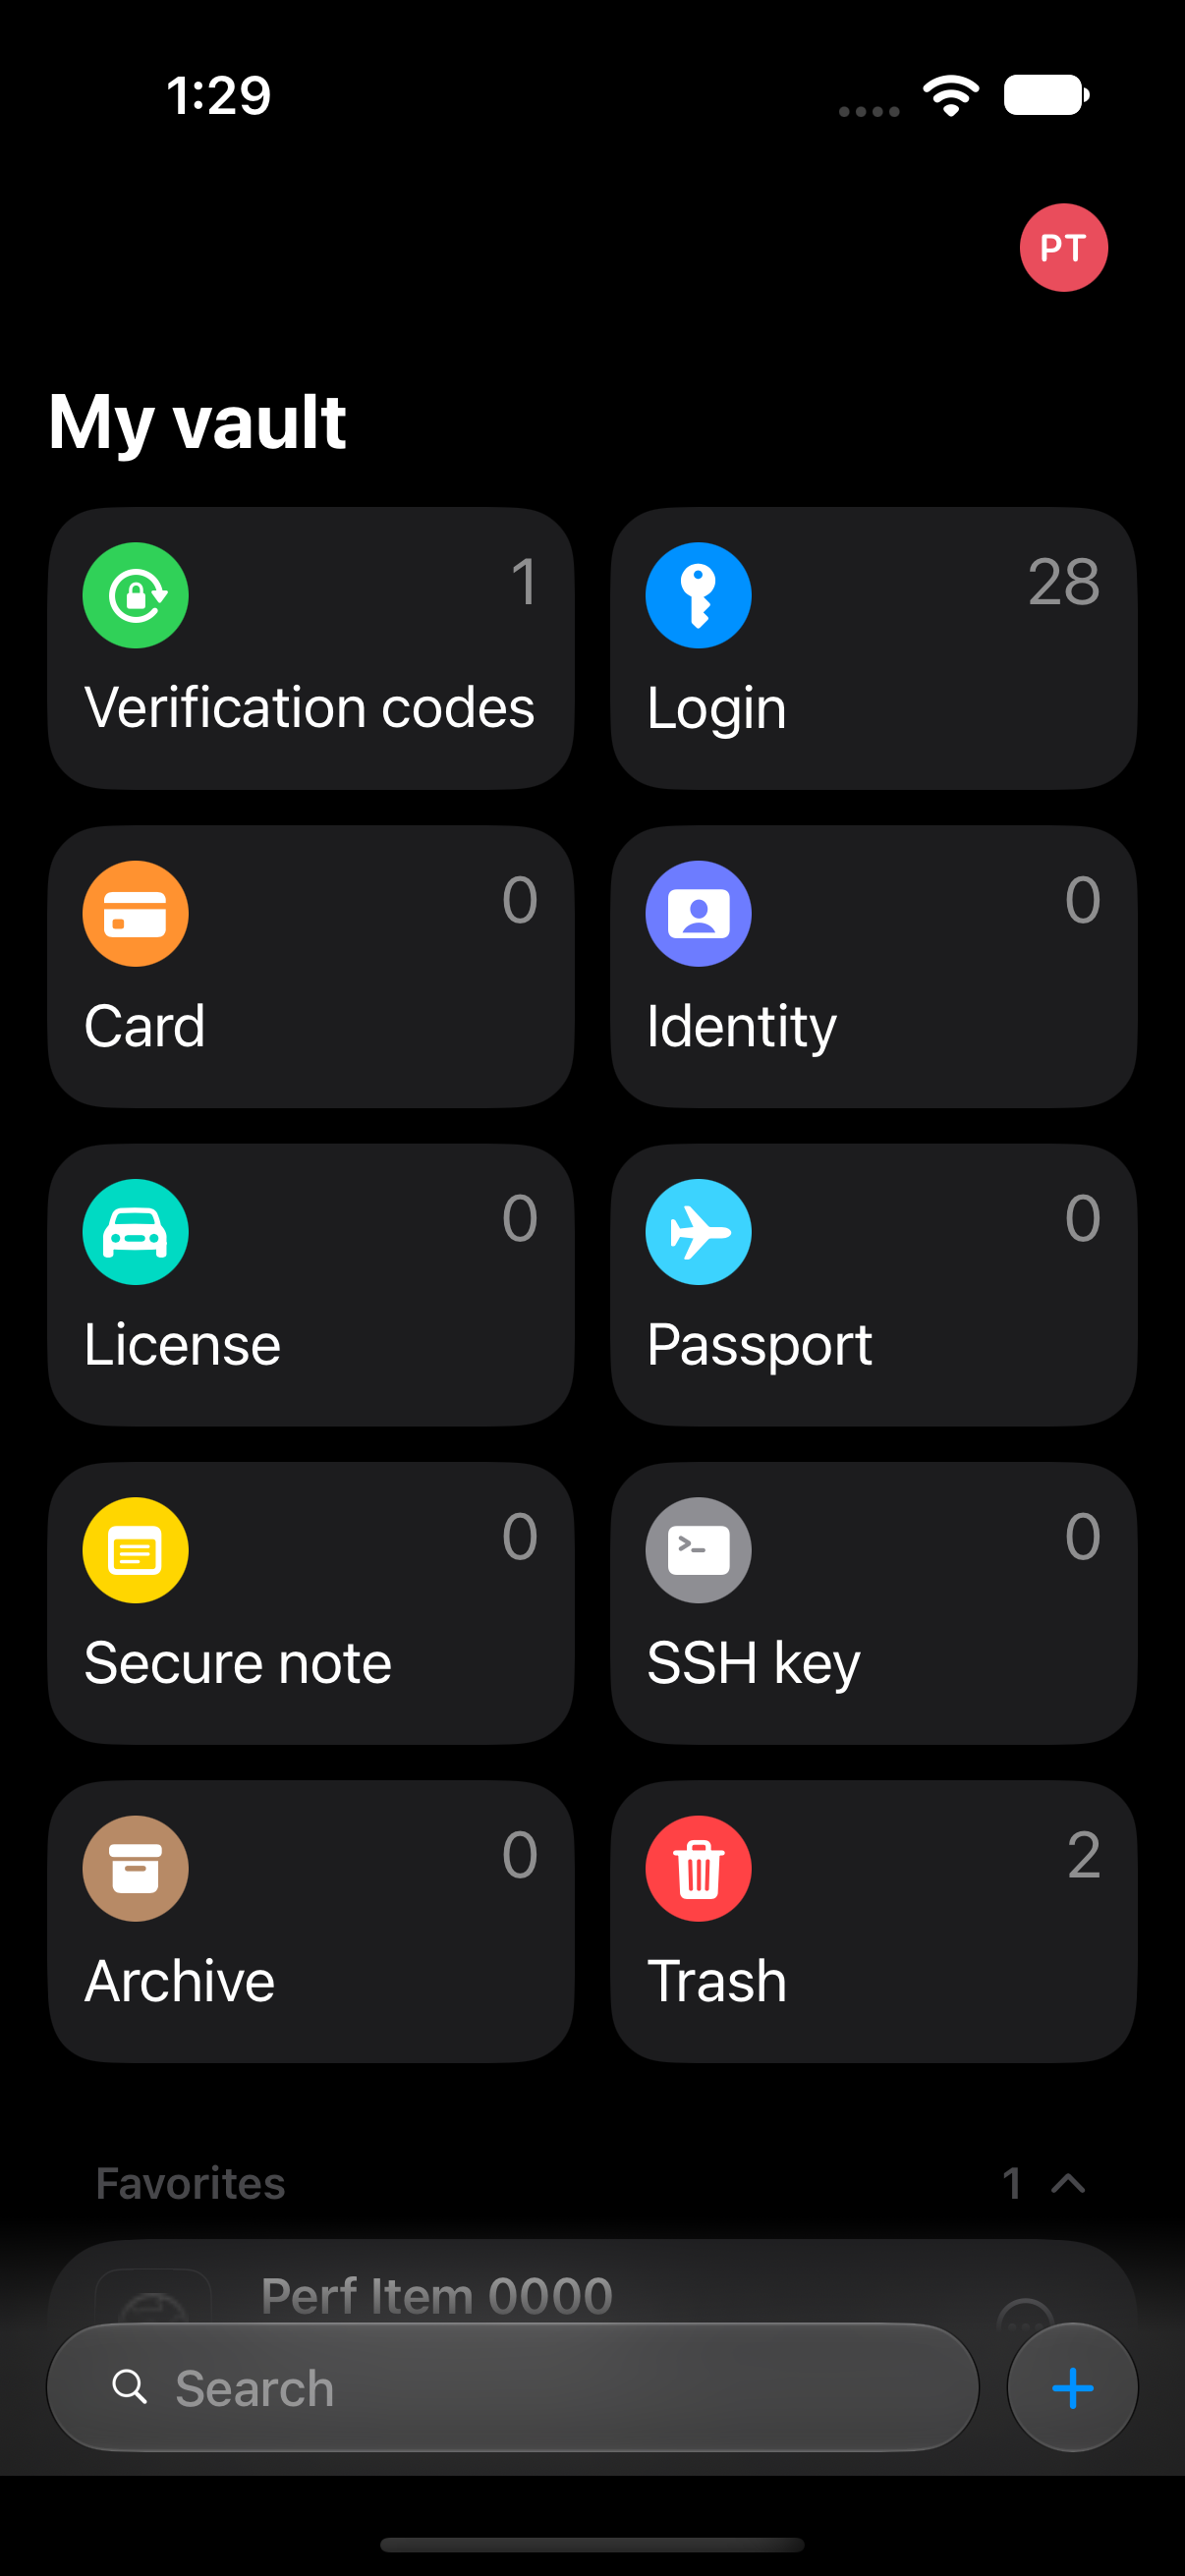 1:29
PT
My vault
1
Verification codes
28
Login
0
Card
0
Identity
0
License
0
Passport
0
Secure note
0
SSH key
0
Archive
2
Trash
Favorites 1
Perf Item 0000
Search